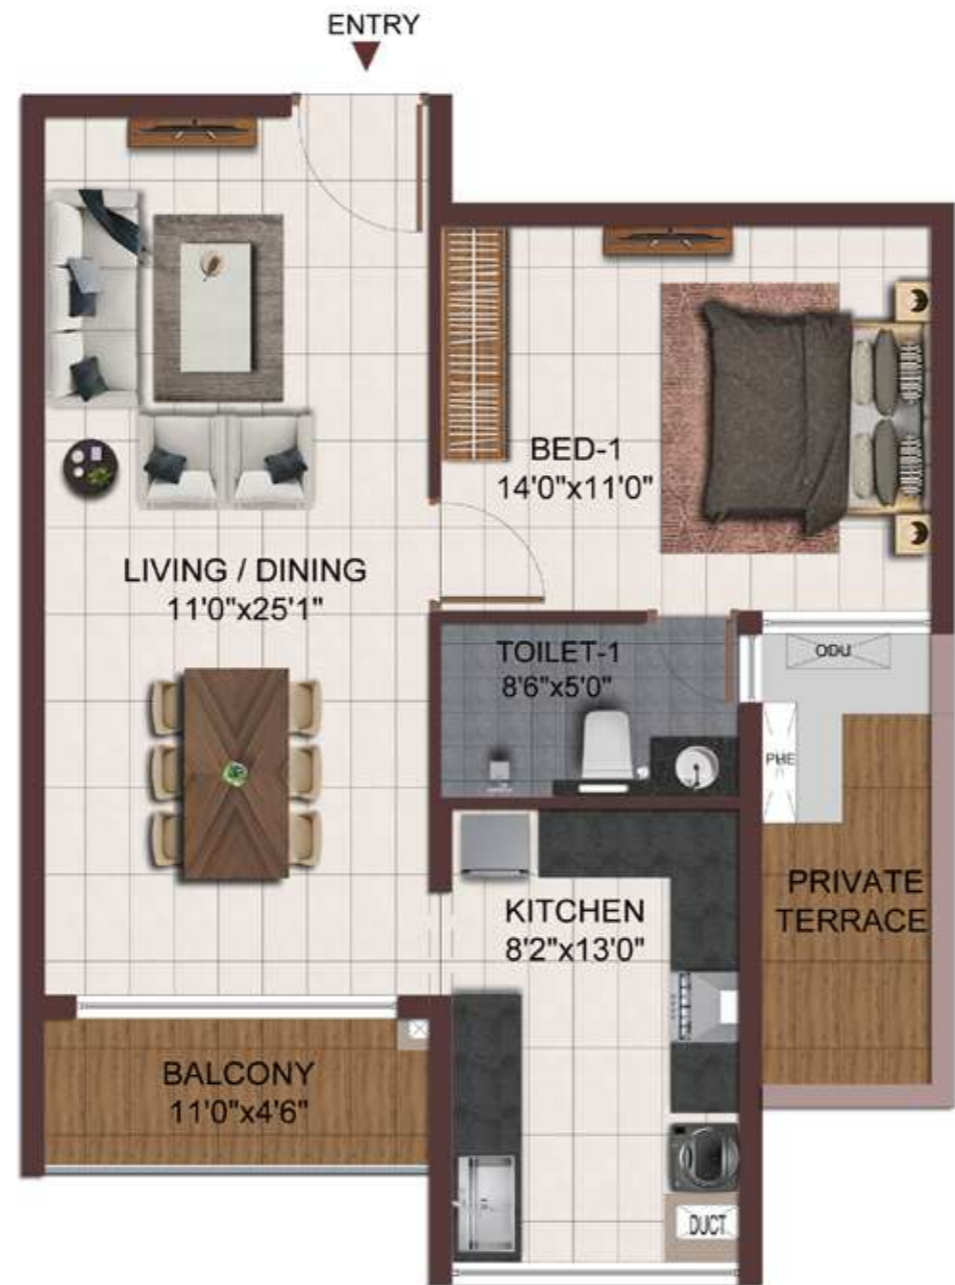 ENTRY
BED-1
14'0"x11'0"
LIVING / DINING
11'0"x25'1"
TOILET-1
8'6"x5'0"
ODU
PHE
PRIVATE
TERRACE
KITCHEN
8'2"x13'0"
BALCONY
11'0"x4'6"
DUCT